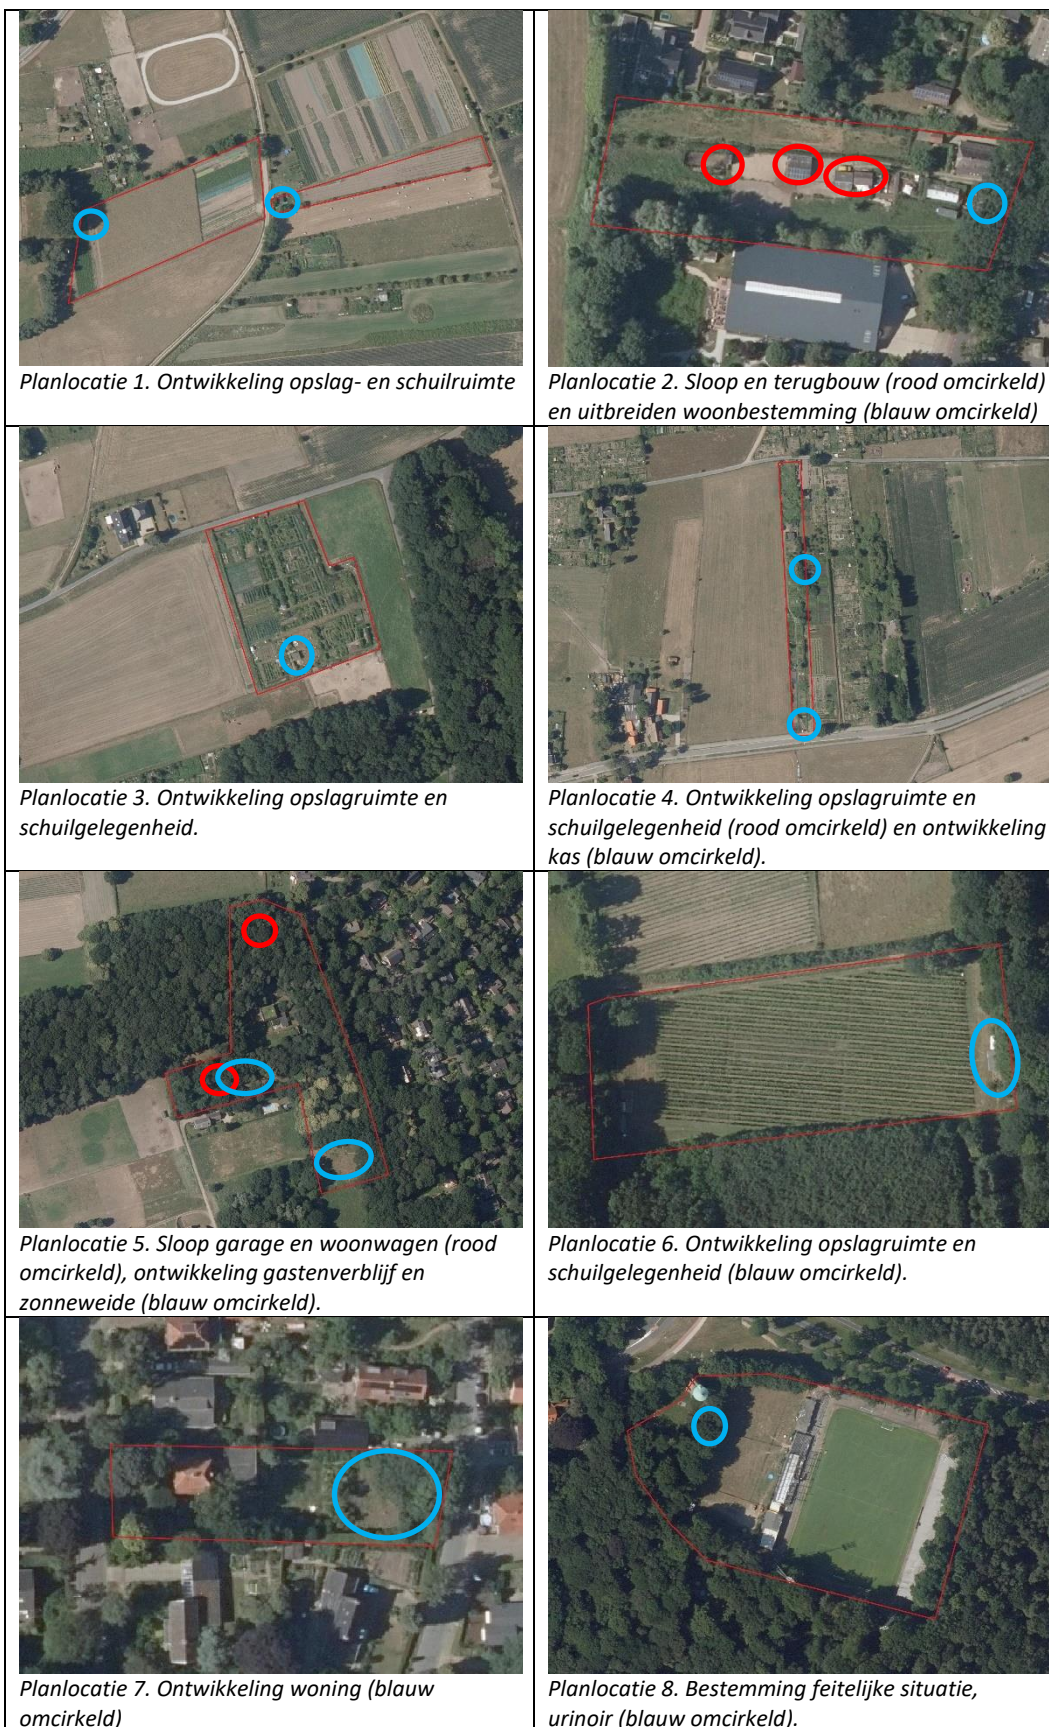 Planlocatie 1. Ontwikkeling opslag- en schuilruimte
Planlocatie 2. Sloop en terugbouw (rood omcirkeld)
en uitbreiden woonbestemming (blauw omcirkeld)
Planlocatie 3. Ontwikkeling opslagruimte en
schuilgelegenheid.
Planlocatie 4. Ontwikkeling opslagruimte en
schuilgelegenheid (rood omcirkeld) en ontwikkeling
kas (blauw omcirkeld).
Planlocatie 5. Sloop garage en woonwagen (rood
omcirkeld), ontwikkeling gastenverblijf en
zonneweide (blauw omcirkeld).
Planlocatie 6. Ontwikkeling opslagruimte en
schuilgelegenheid (blauw omcirkeld).
Planlocatie 7. Ontwikkeling woning (blauw
omcirkeld)
Planlocatie 8. Bestemming feitelijke situatie,
urinoir (blauw omcirkeld).